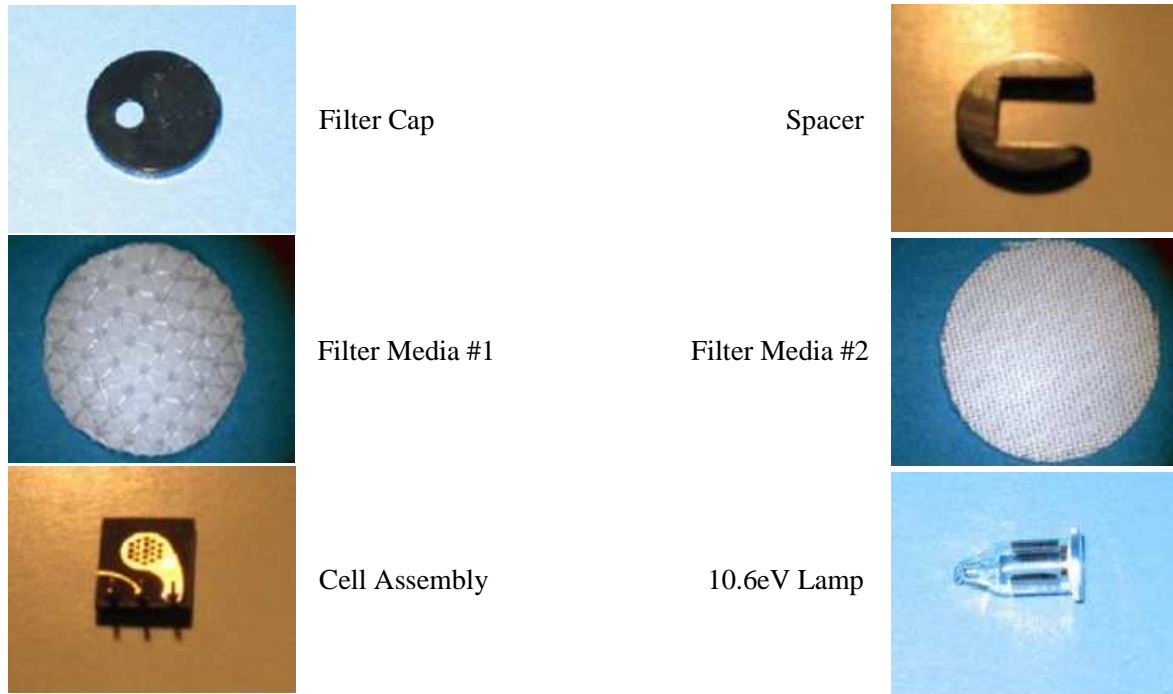 Filter Cap
Spacer
Filter Media #1
Filter Media #2
Cell Assembly
10.6eV Lamp